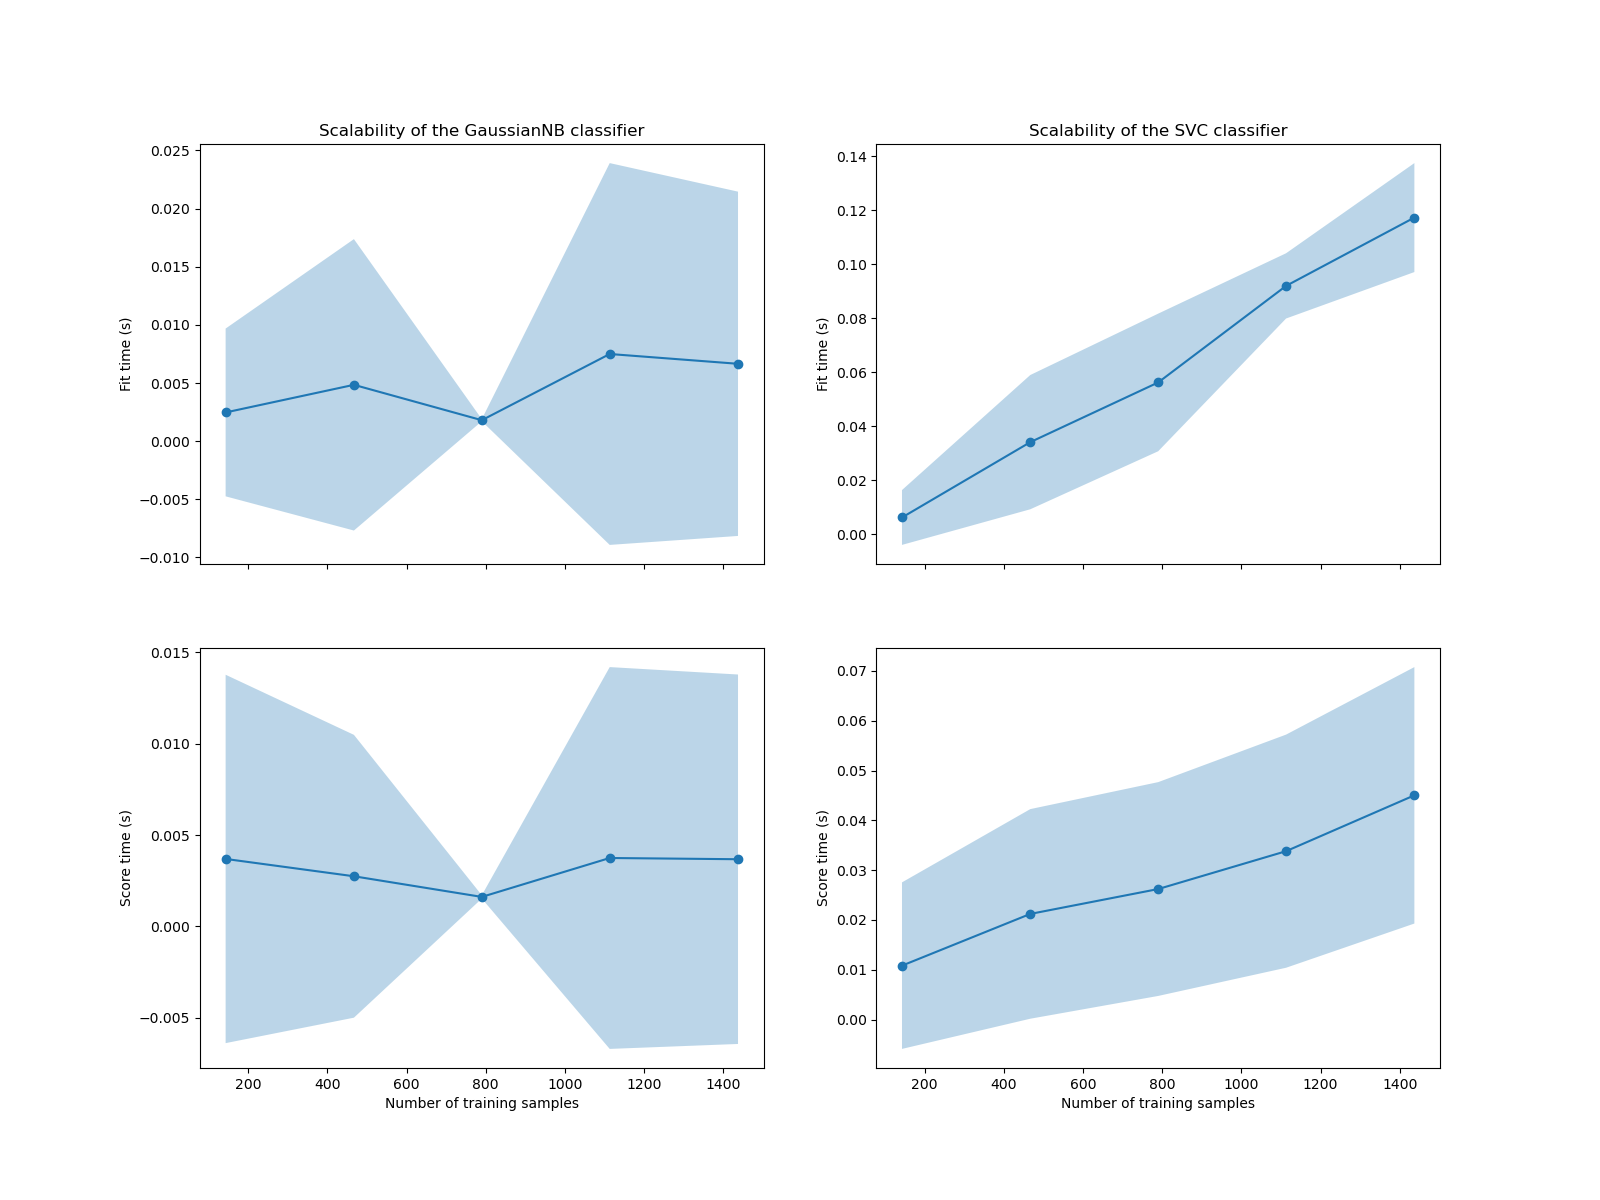 Scalability of the GaussianNB classifier
0.025
0.020
0.015
0.010
0.005
0.000
−0.005
−0.010
Fit time (s)
Scalability of the SVC classifier
0.14
0.12
0.10
0.08
0.06
0.04
0.02
0.00
Fit time (s)
0.015
0.010
0.005
0.000
−0.005
Score time (s)
200 400 600 800 1000 1200 1400
Number of training samples
0.07
0.06
0.05
0.04
0.03
0.02
0.01
0.00
Score time (s)
200 400 600 800 1000 1200 1400
Number of training samples